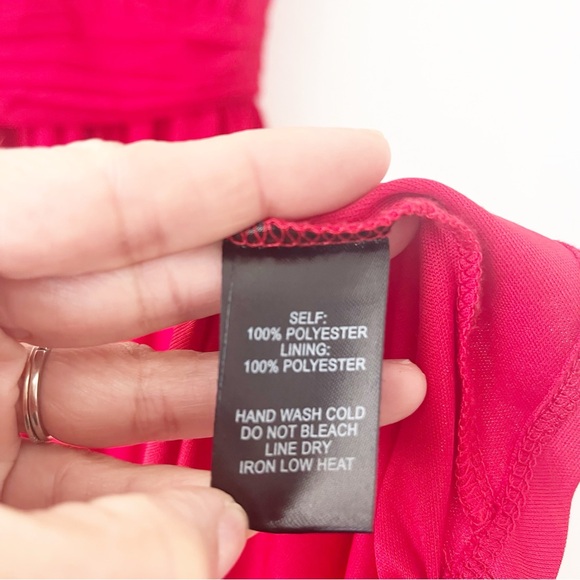 SELF:
100% POLYESTER
LINING:
100% POLYESTER
HAND WASH COLD
DO NOT BLEACH
LINE DRY
IRON LOW HEAT